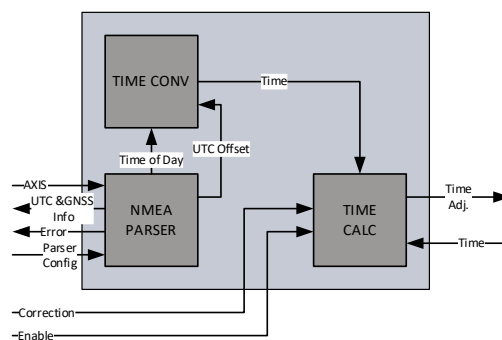 TIME CONV
Time
UTC Offset
Time of Day
AXIS
UTC &GNSS
Info
Error
Parser
Config
NMEA
PARSER
TIME
CALC
Time
Adj.
Time
Correction
Enable